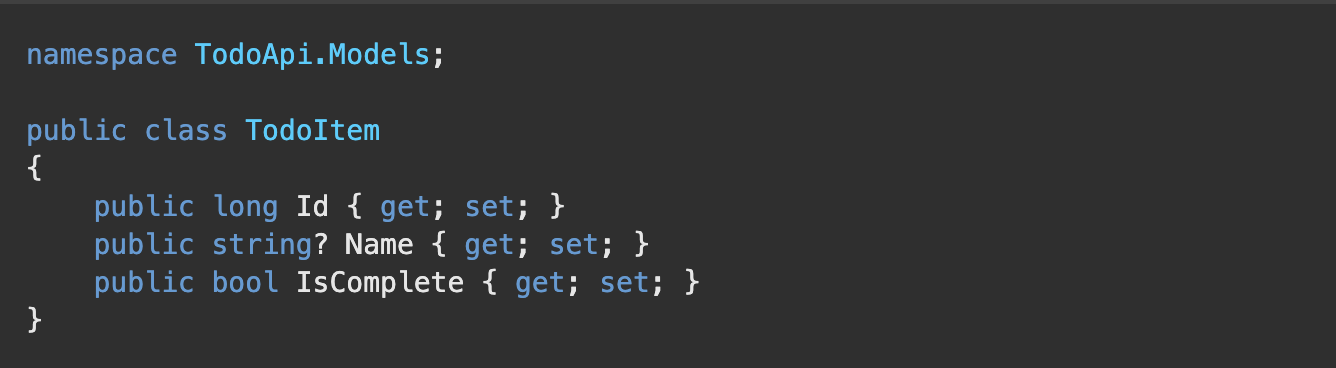 namespace TodoApi.Models;
public class TodoItem
{
    public long Id { get; set; }
    public string? Name { get; set; }
    public bool IsComplete { get; set; }
}